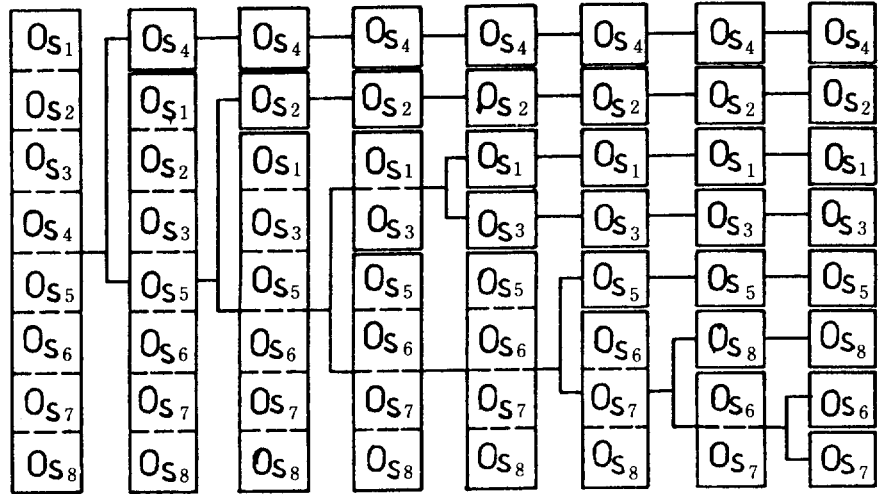 Os1 Os4 Os4 Os4 Os4 Os4 Os4 Os4
Os2 Os1 Os2 Os2 Os2 Os2 Os2 Os2
Os3 Os2 Os1 Os1 Os1 Os1 Os1 Os1
Os4 Os3 Os3 Os3 Os3 Os3 Os3 Os3
Os5 Os5 Os5 Os5 Os5 Os5 Os5 Os5
Os6 Os6 Os6 Os6 Os6 Os6 Os8 Os8
Os7 Os7 Os7 Os7 Os7 Os7 Os6 Os6
Os8 Os8 Os8 Os8 Os8 Os8 Os7 Os7